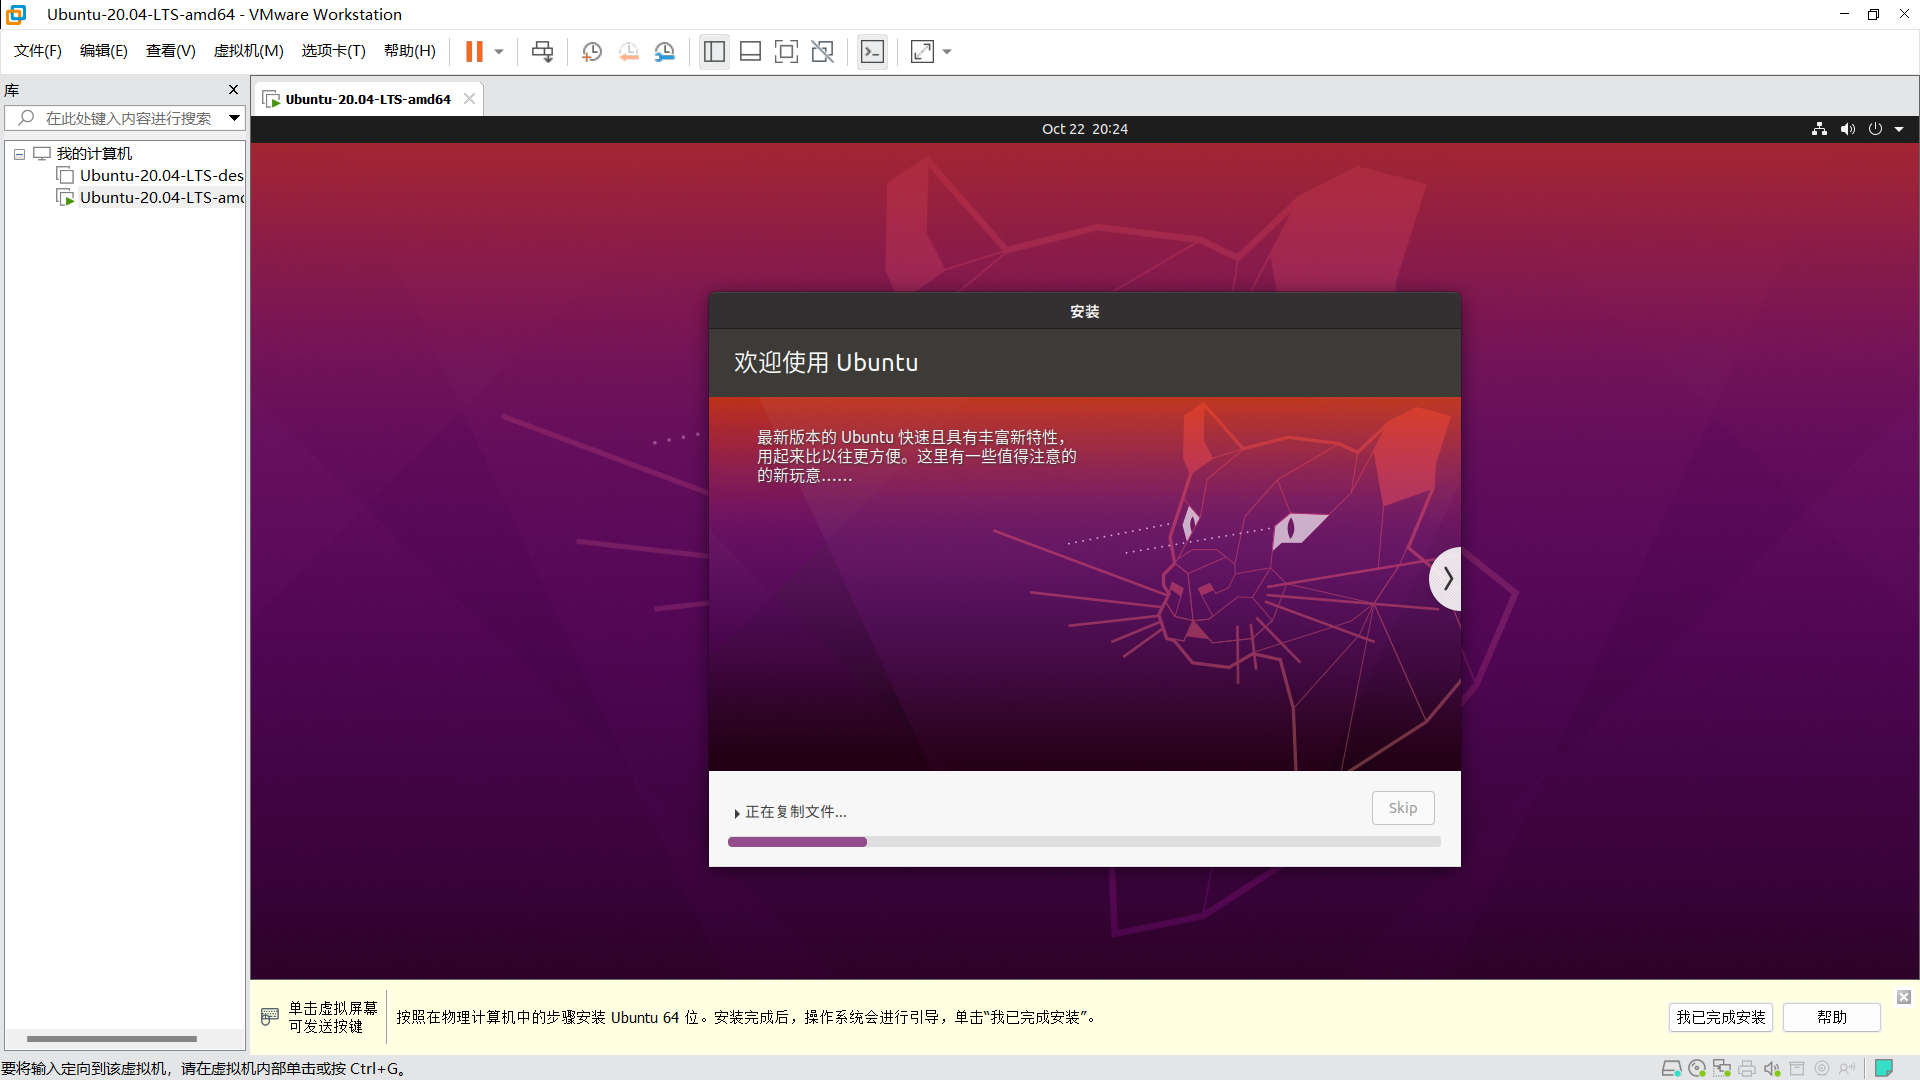 Ubuntu-20.04-LTS-amd64 - VMware Workstation
文件(F) 编辑(E) 查看(V) 虚拟机(M) 选项卡(T) 帮助(H)
库
在此处键入内容进行搜索
我的计算机
Ubuntu-20.04-LTS-des
Ubuntu-20.04-LTS-amd
Ubuntu-20.04-LTS-amd64
Oct 22 20:24
安装
欢迎使用 Ubuntu
最新版本的 Ubuntu 快速且具有丰富新特性，
用起来比以往更方便。这里有一些值得注意的
的新玩意……
正在复制文件...
Skip
单击虚拟屏幕
可发送按键
按照在物理计算机中的步骤安装 Ubuntu 64 位。安装完成后，操作系统会进行引导，单击“我已完成安装”。
我已完成安装
帮助
要将输入定向到该虚拟机，请在虚拟机内部单击或按 Ctrl+G。